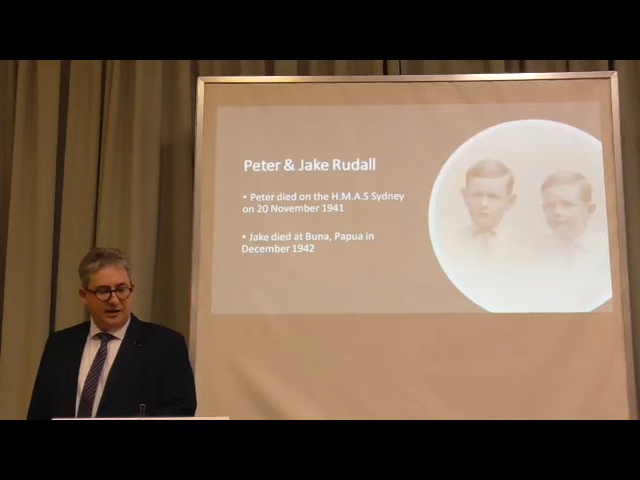 Peter & Jake Rudall
• Peter died on the H.M.A.S Sydney
on 20 November 1941
• Jake died at Buna, Papua in
December 1942